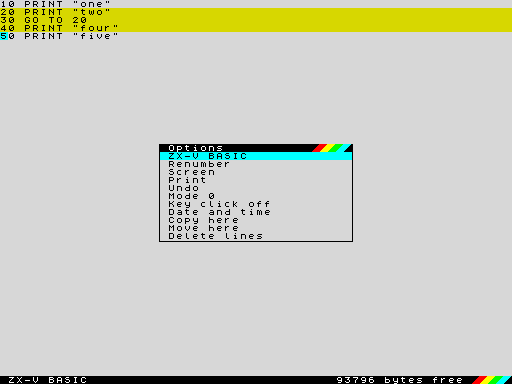 10 PRINT "one"
20 PRINT "two"
30 GO TO 20
40 PRINT "four"
50 PRINT "five"
Options
ZX-V BASIC
Renumber
Screen
Print
Undo
Mode 0
Key click off
Date and time
Copy here
Move here
Delete lines
ZX-V BASIC 93796 bytes free